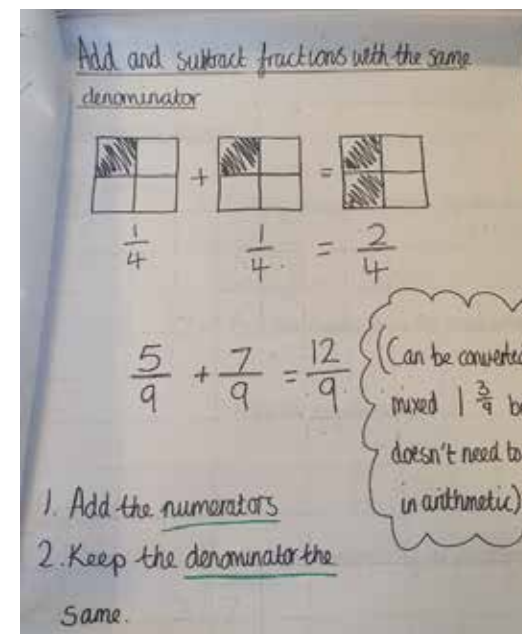 Add and subtract fractions with the same
denominator
+ =
1/4 1/4 = 2/4
5/9 + 7/9 = 12/9
(Can be converted
mixed 1 3/9
doesn't need to
in arithmetic)
1. Add the numerators
2. Keep the denominator the
same.